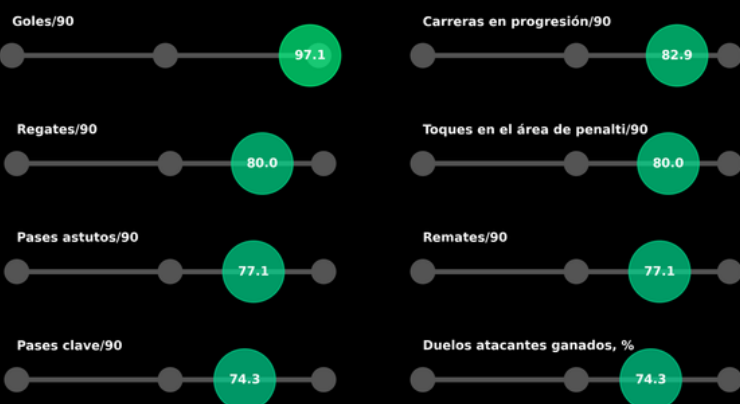 Goles/90
97.1
Carreras en progresión/90
82.9
Regates/90
80.0
Toques en el área de penalti/90
80.0
Pases astutos/90
77.1
Remates/90
77.1
Pases clave/90
74.3
Duelos atacantes ganados, %
74.3